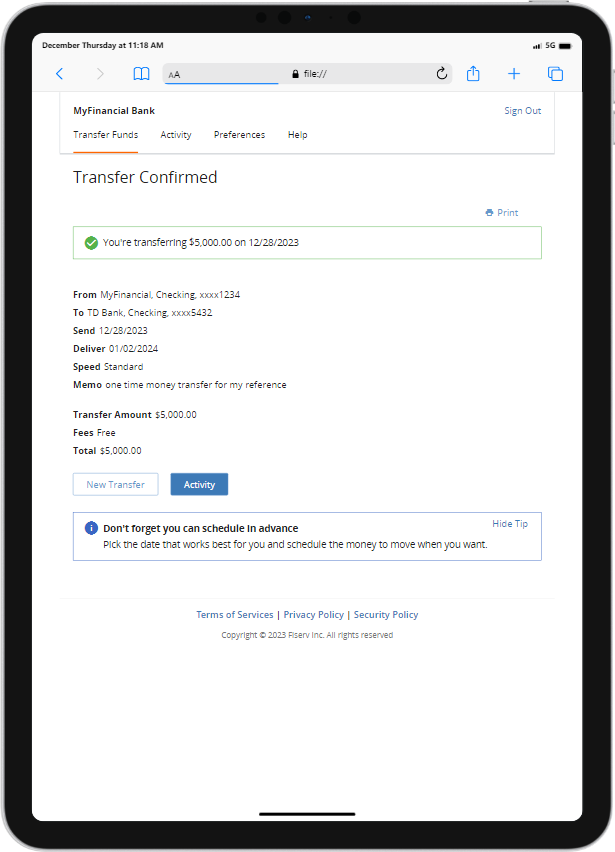 December Thursday at 11:18 AM
5G
AA
file://
MyFinancial Bank
Sign Out
Transfer Funds
Activity
Preferences
Help
Transfer Confirmed
Print
You're transferring $5,000.00 on 12/28/2023
From MyFinancial, Checking, xxxx1234
To TD Bank, Checking, xxxx5432
Send 12/28/2023
Deliver 01/02/2024
Speed Standard
Memo one time money transfer for my reference
Transfer Amount $5,000.00
Fees Free
Total $5,000.00
New Transfer
Activity
Don't forget you can schedule in advance
Hide Tip
Pick the date that works best for you and schedule the money to move when you want.
Terms of Services | Privacy Policy | Security Policy
Copyright © 2023 Fiserv Inc. All rights reserved